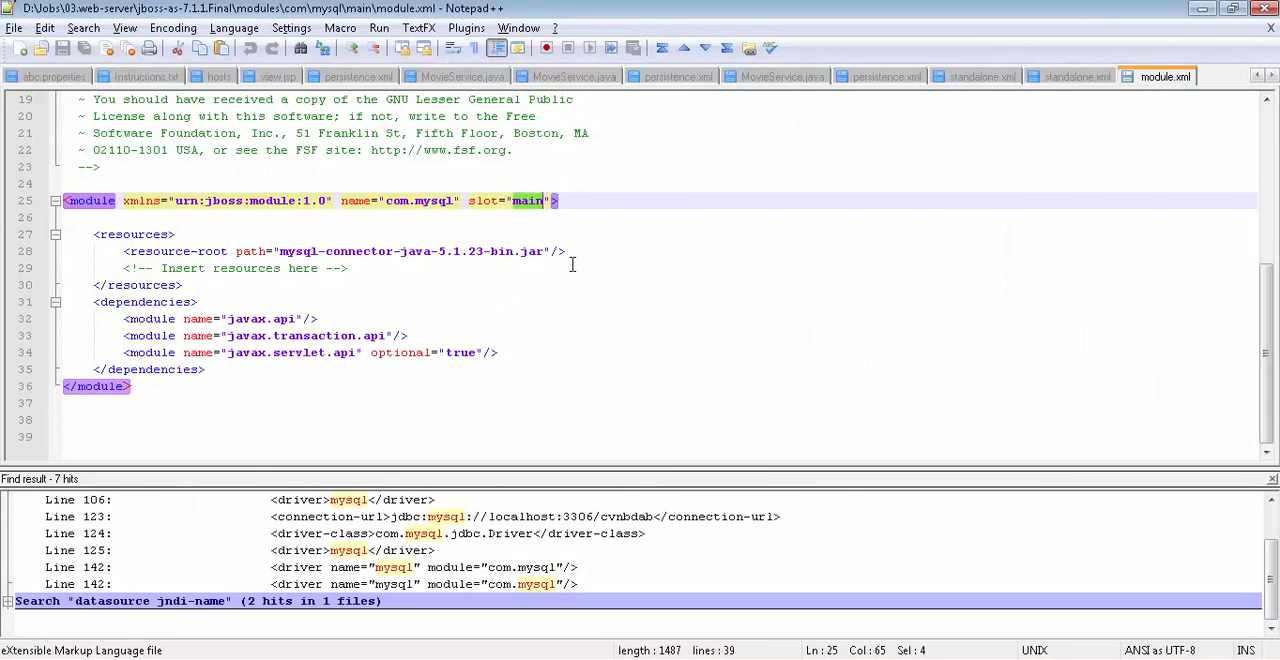 D:\Jobs\03.web-server\jboss-as-7.1.1.Final\modules\com\mysql\main\module.xml - Notepad++
File Edit Search View Encoding Language Settings Macro Run TextFX Plugins Window ? X
abc.properties Instructions.txt hosts view.jsp persistence.xml MovieService.java MovieService.java persistence.xml MovieService.java persistence.xml standalone.xml standalone.xml module.xml
19 ~ You should have received a copy of the GNU Lesser General Public
20 ~ License along with this software; if not, write to the Free
21 ~ Software Foundation, Inc., 51 Franklin St, Fifth Floor, Boston, MA
22 ~ 02110-1301 USA, or see the FSF site: http://www.fsf.org.
23 -->
24
25 <module xmlns="urn:jboss:module:1.0" name="com.mysql" slot="main">
26
27 <resources>
28 <resource-root path="mysql-connector-java-5.1.23-bin.jar"/>
29 <!-- Insert resources here -->
30 </resources>
31 <dependencies>
32 <module name="javax.api"/>
33 <module name="javax.transaction.api"/>
34 <module name="javax.servlet.api" optional="true"/>
35 </dependencies>
36 </module>
37
38
39
Find result - 7 hits
Line 106: <driver>mysql</driver>
Line 123: <connection-url>jdbc:mysql://localhost:3306/cvnbdab</connection-url>
Line 124: <driver-class>com.mysql.jdbc.Driver</driver-class>
Line 125: <driver>mysql</driver>
Line 142: <driver name="mysql" module="com.mysql"/>
Line 142: <driver name="mysql" module="com.mysql"/>
Search "datasource jndi-name" (2 hits in 1 files)
eXtensible Markup Language file length : 1487 lines : 39 Ln : 25 Col : 65 Sel : 4 UNIX ANSI as UTF-8 INS